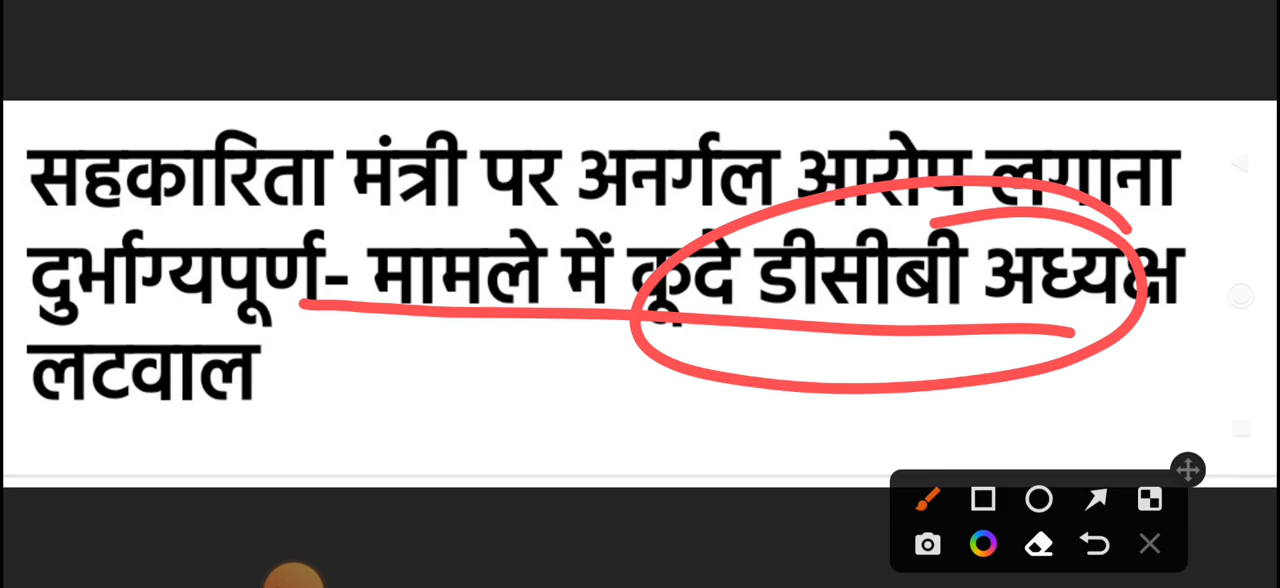 सहकारिता मंत्री पर अनर्गल आरोप लगाना
दुर्भाग्यपूर्ण- मामले में कूदे डीसीबी अध्यक्ष
लटवाल